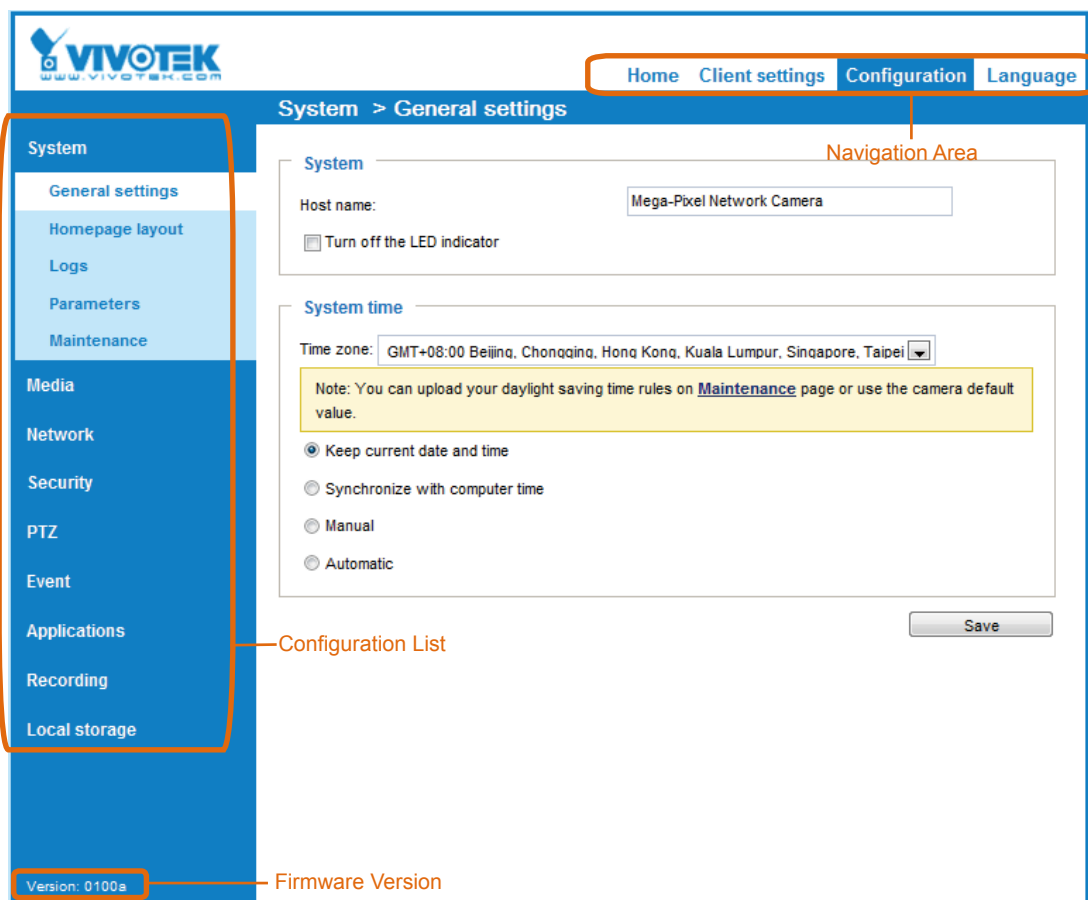 VIVOTEK
WWW.VIVOTEK.COM
Home Client settings Configuration Language
System > General settings
Navigation Area
System
General settings
Homepage layout
Logs
Parameters
Maintenance
Media
Network
Security
PTZ
Event
Applications
Recording
Local storage
Version: 0100a
System
Host name: Mega-Pixel Network Camera
Turn off the LED indicator
System time
Time zone: GMT+08:00 Beijing, Chongqing, Hong Kong, Kuala Lumpur, Singapore, Taipei
Note: You can upload your daylight saving time rules on Maintenance page or use the camera default
value.
Keep current date and time
Synchronize with computer time
Manual
Automatic
Save
Configuration List
Firmware Version